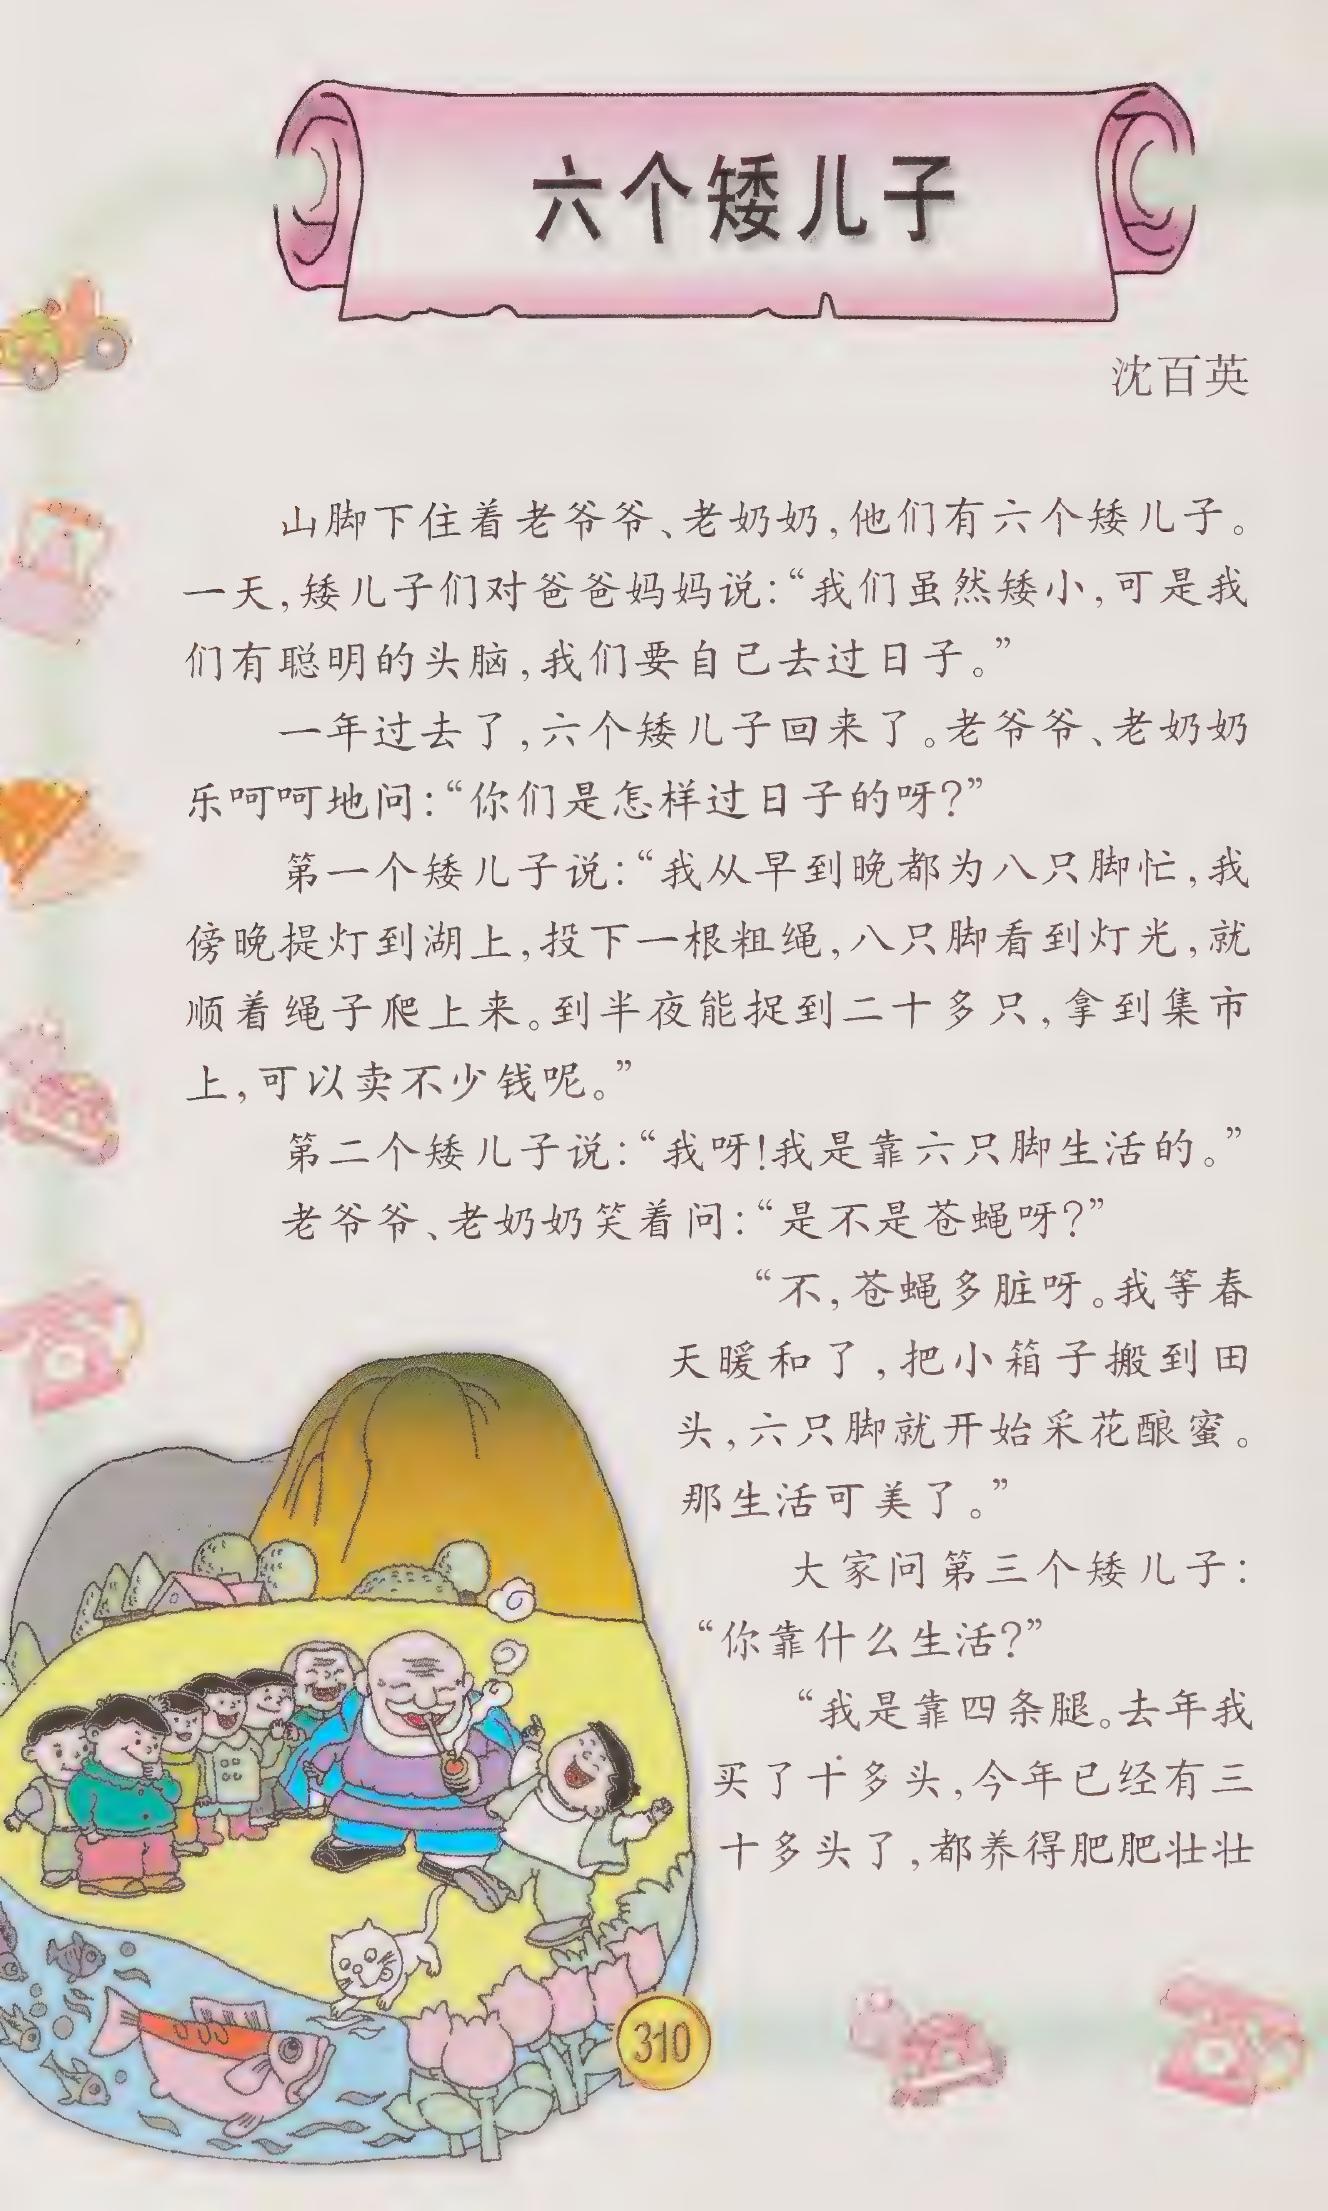 六个矮儿子
沈百英
山脚下住着老爷爷、老奶奶,他们有六个矮儿子。
一天,矮儿子们对爸爸妈妈说:“我们虽然矮小,可是我
们有聪明的头脑,我们要自己去过日子。”
一年过去了,六个矮儿子回来了。老爷爷、老奶奶
乐呵呵地问:“你们是怎样过日子的呀?”
第一个矮儿子说:“我从早到晚都为八只脚忙,我
傍晚提灯到湖上,投下一根粗绳,八只脚看到灯光,就
顺着绳子爬上来。到半夜能捉到二十多只,拿到集市
上,可以卖不少钱呢。”
第二个矮儿子说:“我呀!我是靠六只脚生活的。”
老爷爷、老奶奶笑着问:“是不是苍蝇呀?”
“不,苍蝇多脏呀。我等春
天暖和了,把小箱子搬到田
头,六只脚就开始采花酿蜜。
那生活可美了。”
大家问第三个矮儿子:
“你靠什么生活?”
“我是靠四条腿。去年我
买了十多头,今年已经有三
十多头了,都养得肥肥壮壮
310